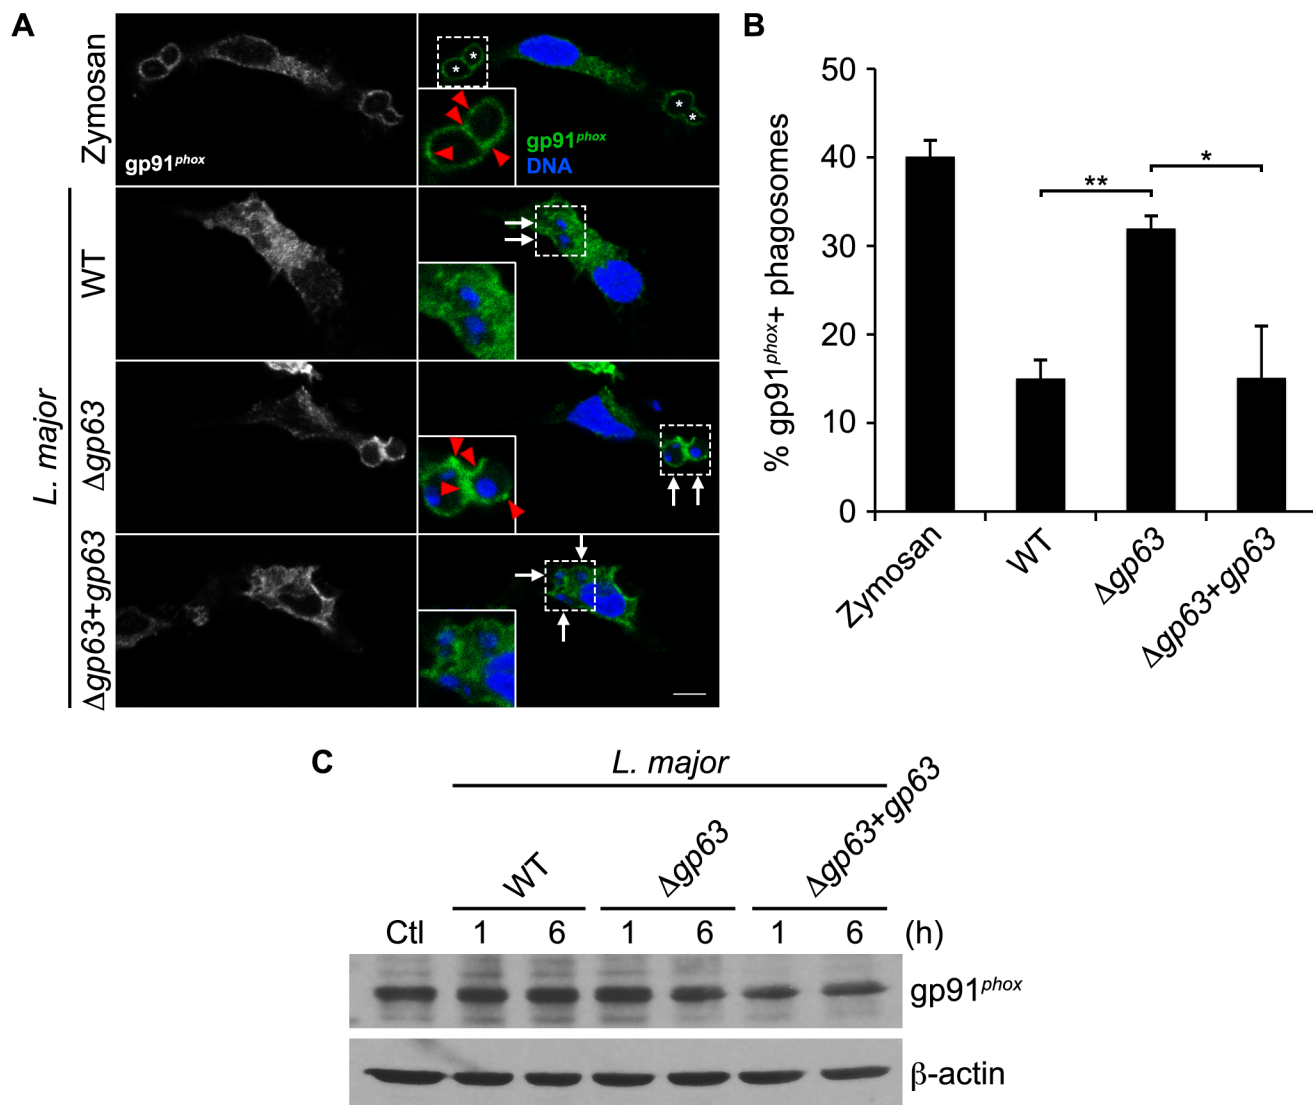 A
Zymosan
gp91phox
* *
gp91phox
DNA
* *
L. major
WT
Δgp63
Δgp63+gp63
B
% gp91phox+ phagosomes
50
40
30
20
10
0
**
*
Zymosan
WT
Δgp63
Δgp63+gp63
C
L. major
WT
Δgp63
Δgp63+gp63
Ctl 1 6 1 6 1 6 (h)
gp91phox
β-actin